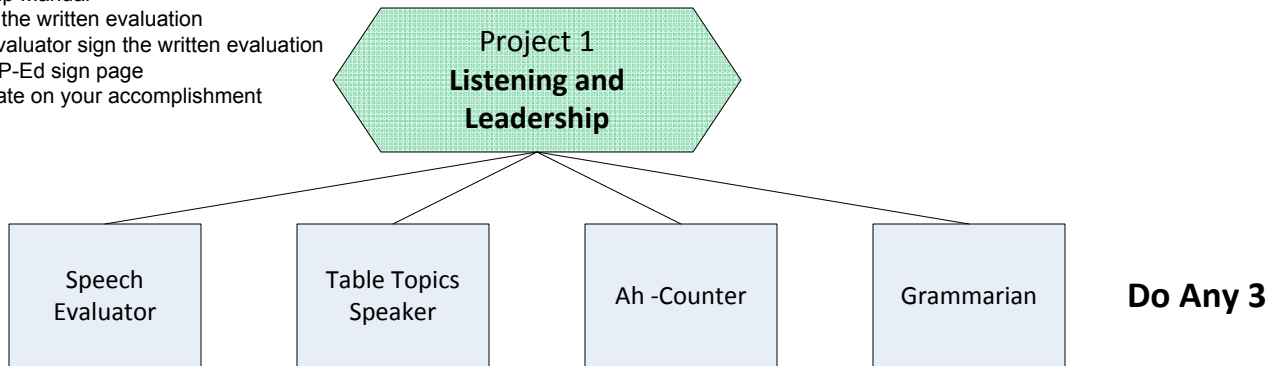 the written evaluation
evaluator sign the written evaluation
P-Ed sign page
ate on your accomplishment
Project 1
Listening and
Leadership
Speech
Evaluator
Table Topics
Speaker
Ah -Counter
Grammarian
Do Any 3